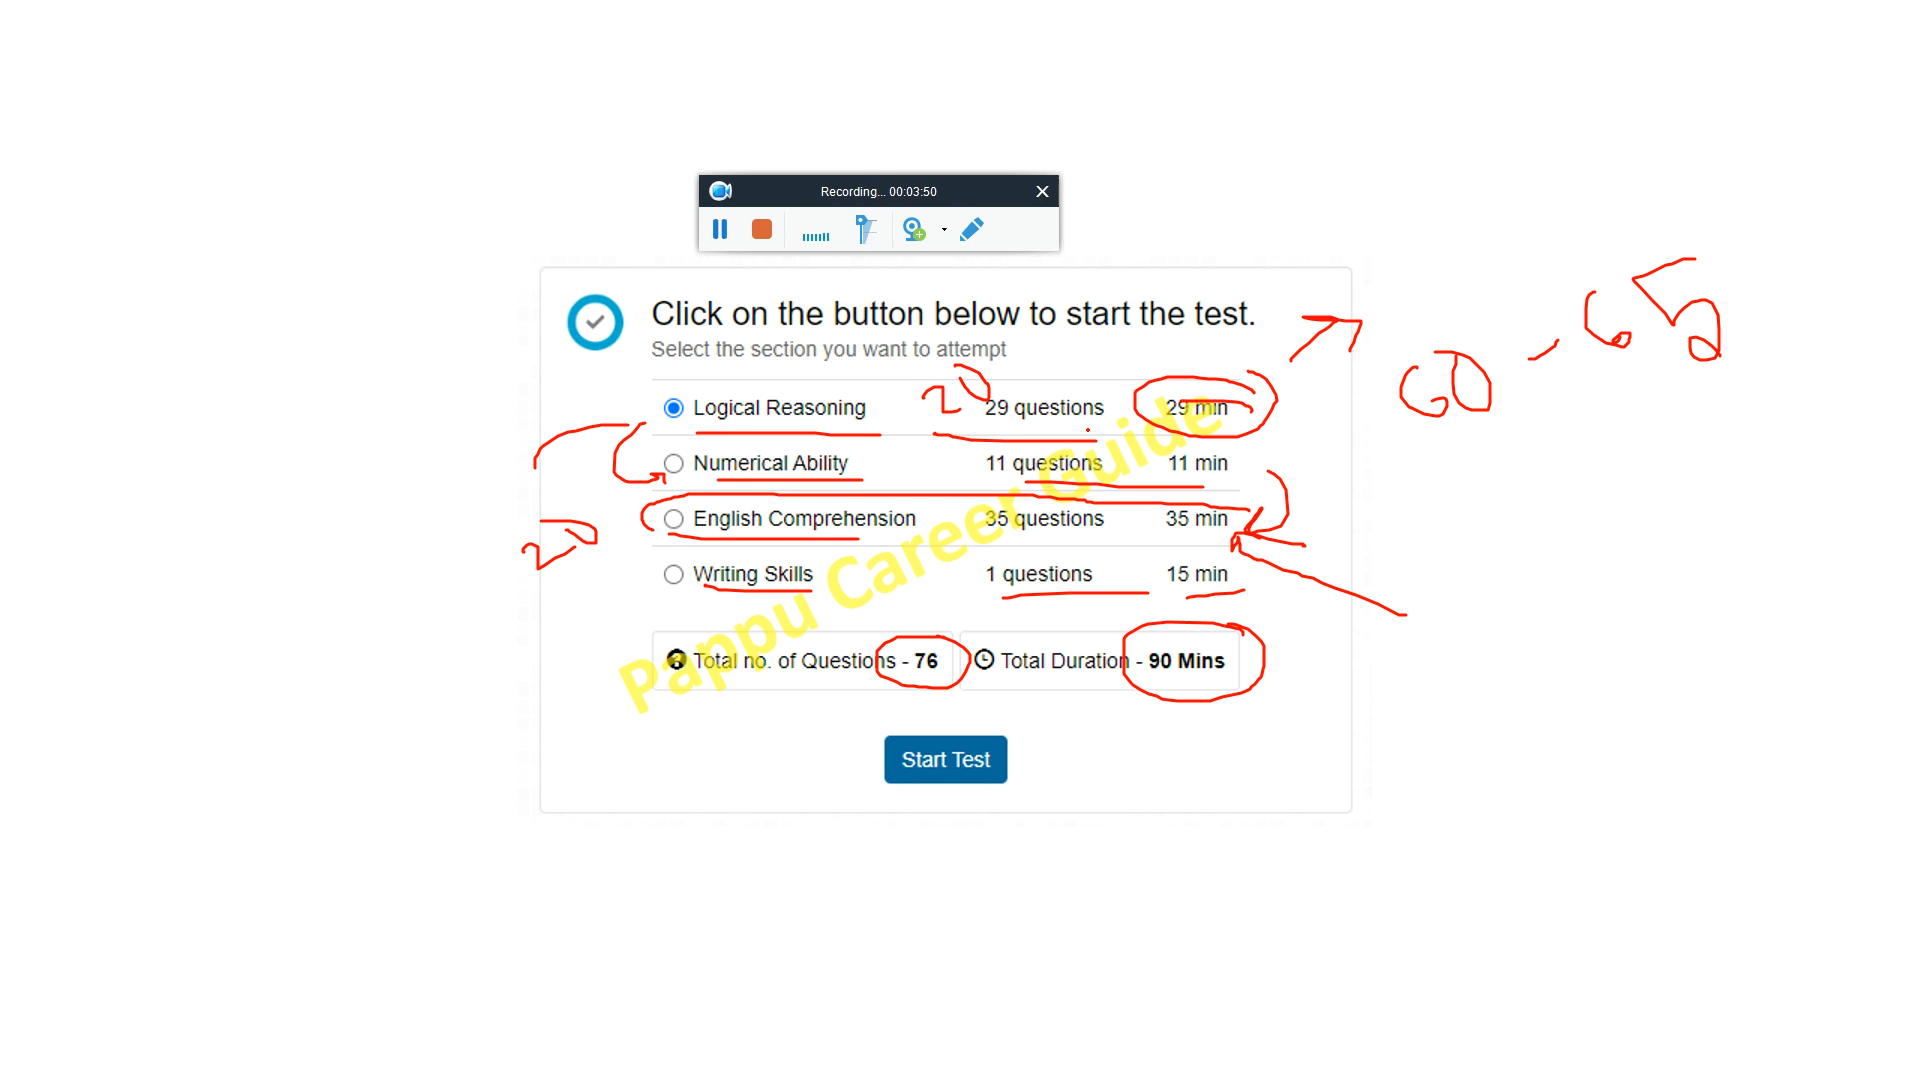 Recording... 00:03:50
Click on the button below to start the test.
Select the section you want to attempt
60-65
20
Logical Reasoning 29 questions 29 min
Numerical Ability 11 questions 11 min
English Comprehension 35 questions 35 min
20
Writing Skills 1 questions 15 min
Pappu Career Guide
Total no. of Questions - 76 Total Duration - 90 Mins
Start Test